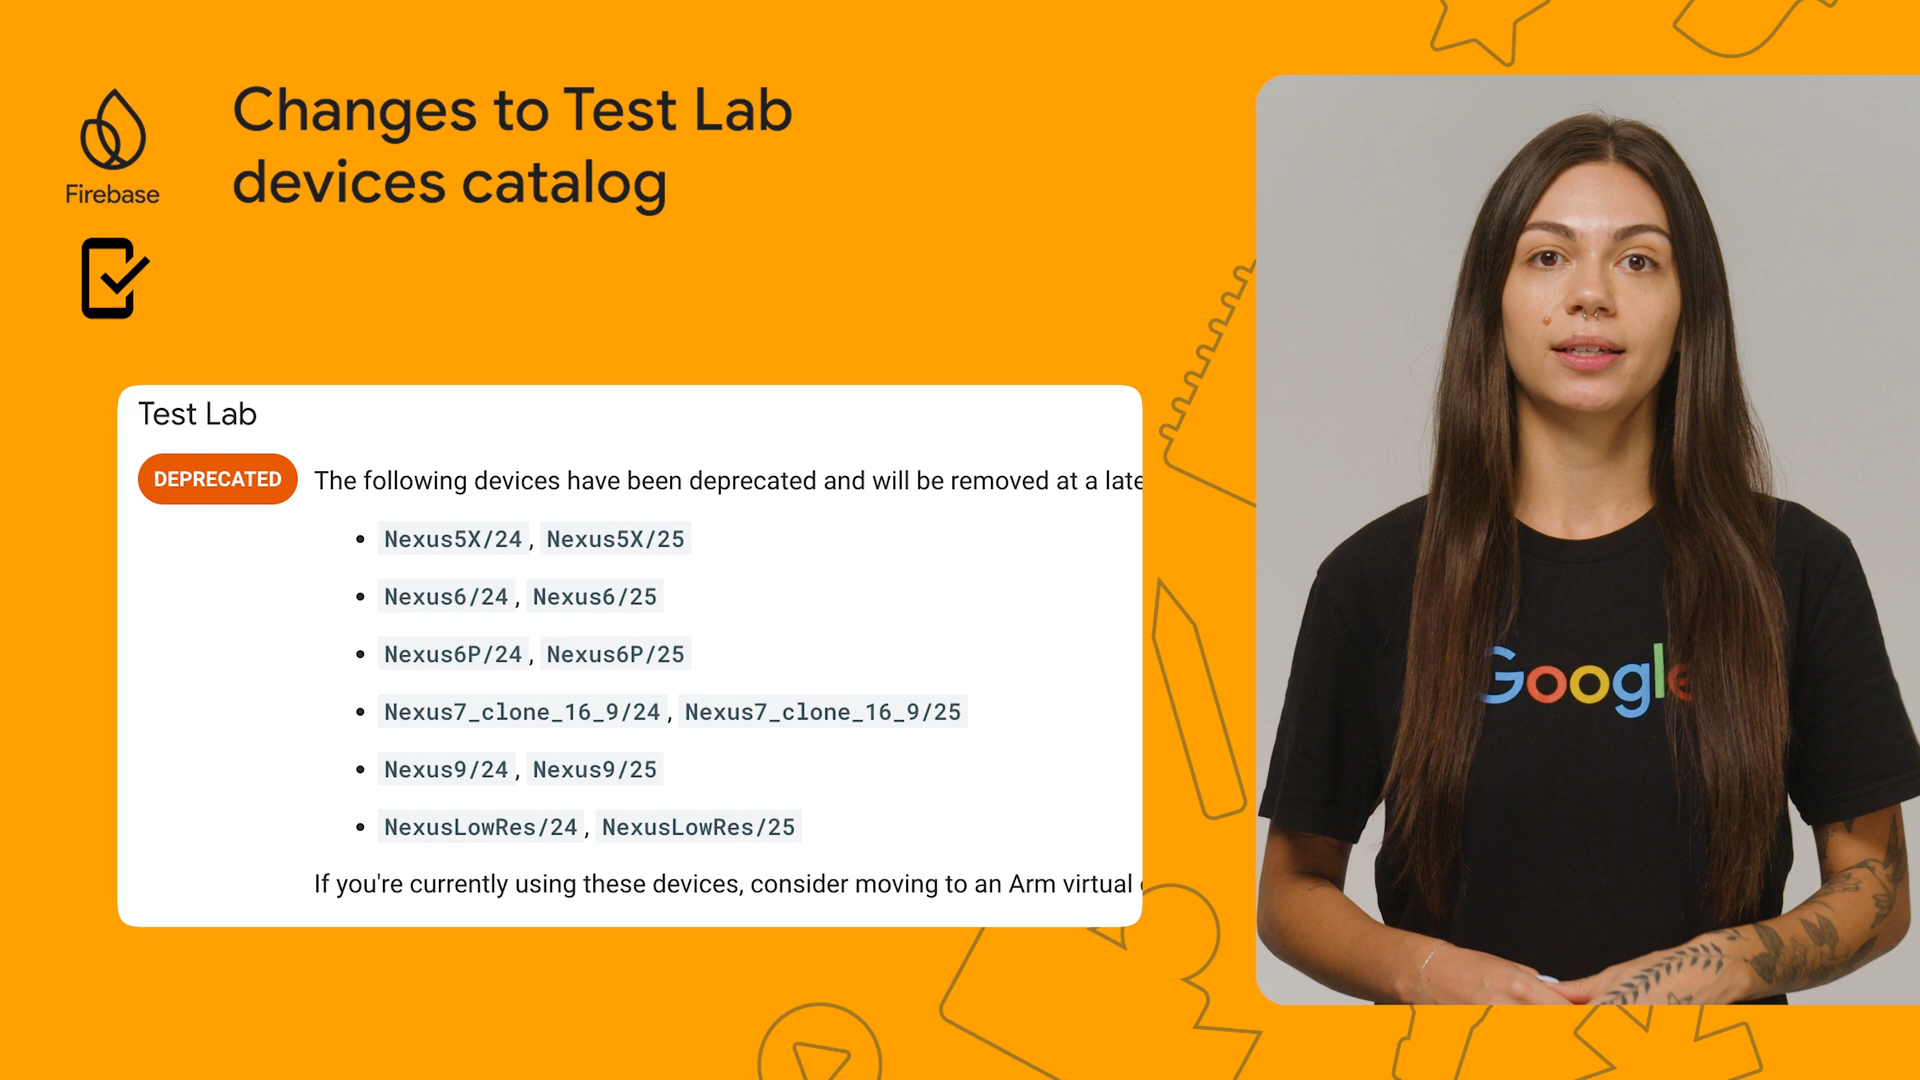 Changes to Test Lab
devices catalog
Firebase
Test Lab
DEPRECATED The following devices have been deprecated and will be removed at a late
• Nexus5X/24, Nexus5X/25
• Nexus6/24, Nexus6/25
• Nexus6P/24, Nexus6P/25
• Nexus7_clone_16_9/24, Nexus7_clone_16_9/25
• Nexus9/24, Nexus9/25
• NexusLowRes/24, NexusLowRes/25
If you're currently using these devices, consider moving to an Arm virtual
Google